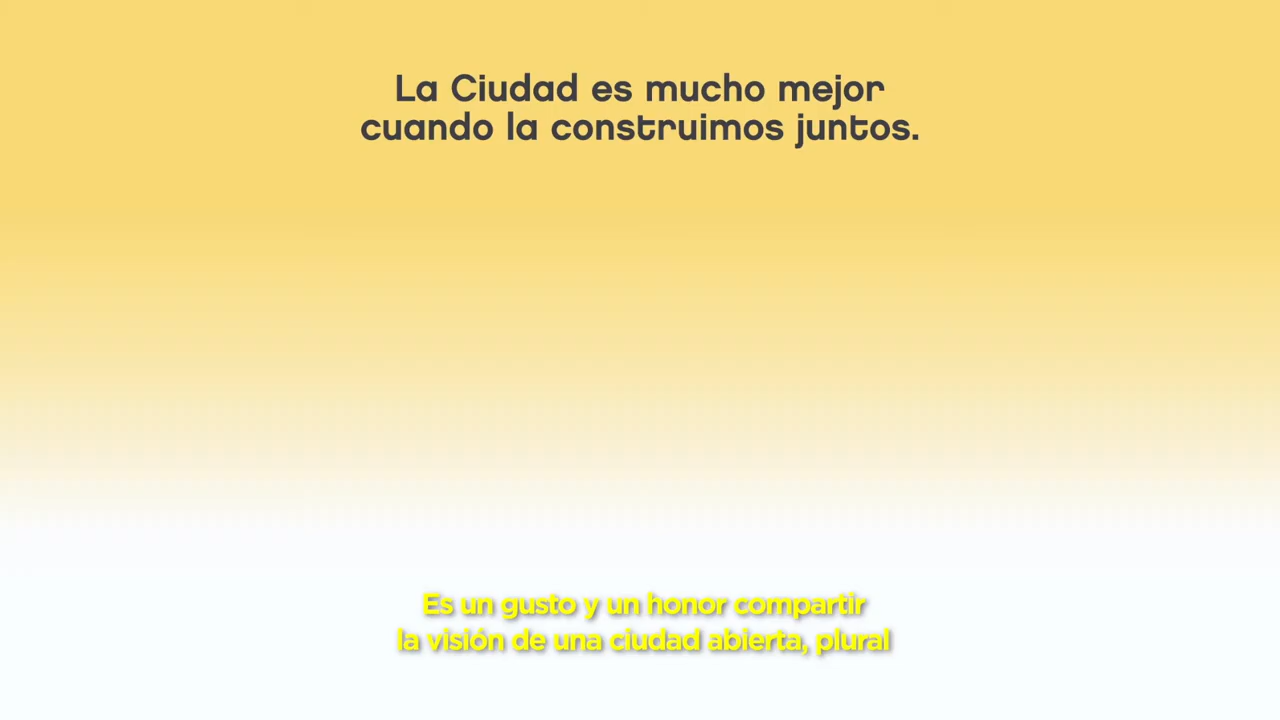 La Ciudad es mucho mejor
cuando la construimos juntos.
Es un gusto y un honor compartir
la visión de una ciudad abierta, plural